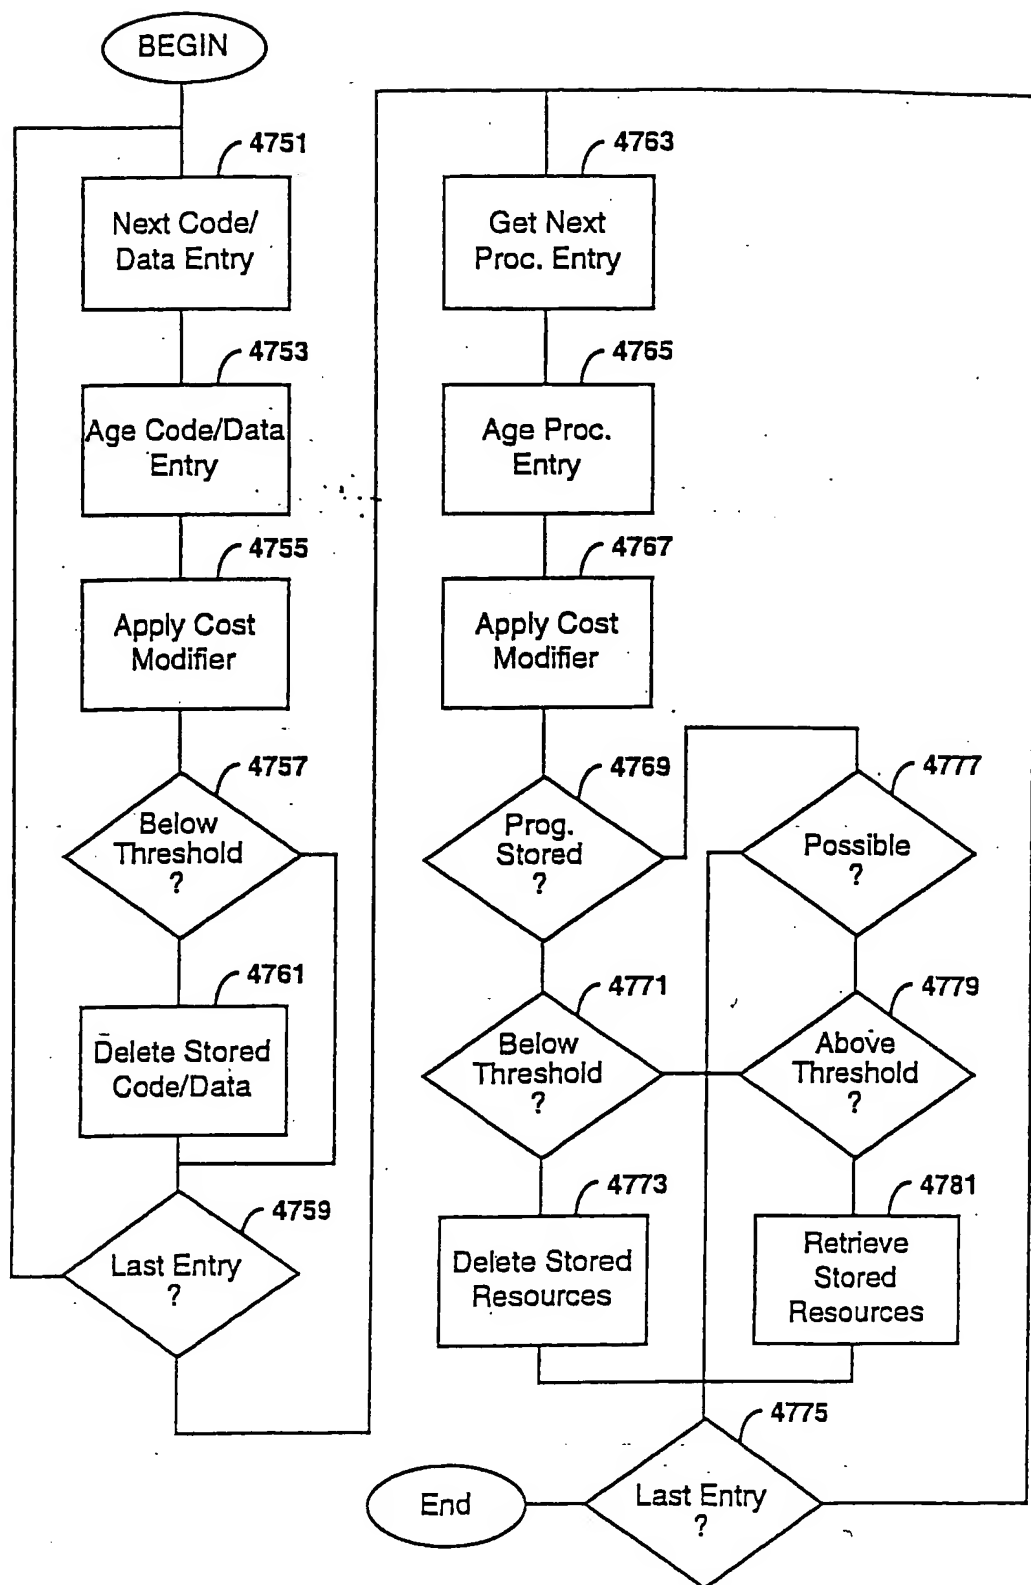 BEGIN
4751
Next Code/
Data Entry
4753
Age Code/Data
Entry
4755
Apply Cost
Modifier
4757
Below
Threshold
?
4761
Delete Stored
Code/Data
4759
Last Entry
?
4763
Get Next
Proc. Entry
4765
Age Proc.
Entry
4767
Apply Cost
Modifier
4769
Prog.
Stored
?
4777
Possible
?
4771
Below
Threshold
?
4779
Above
Threshold
?
4773
Delete Stored
Resources
4781
Retrieve
Stored
Resources
4775
Last Entry
?
End